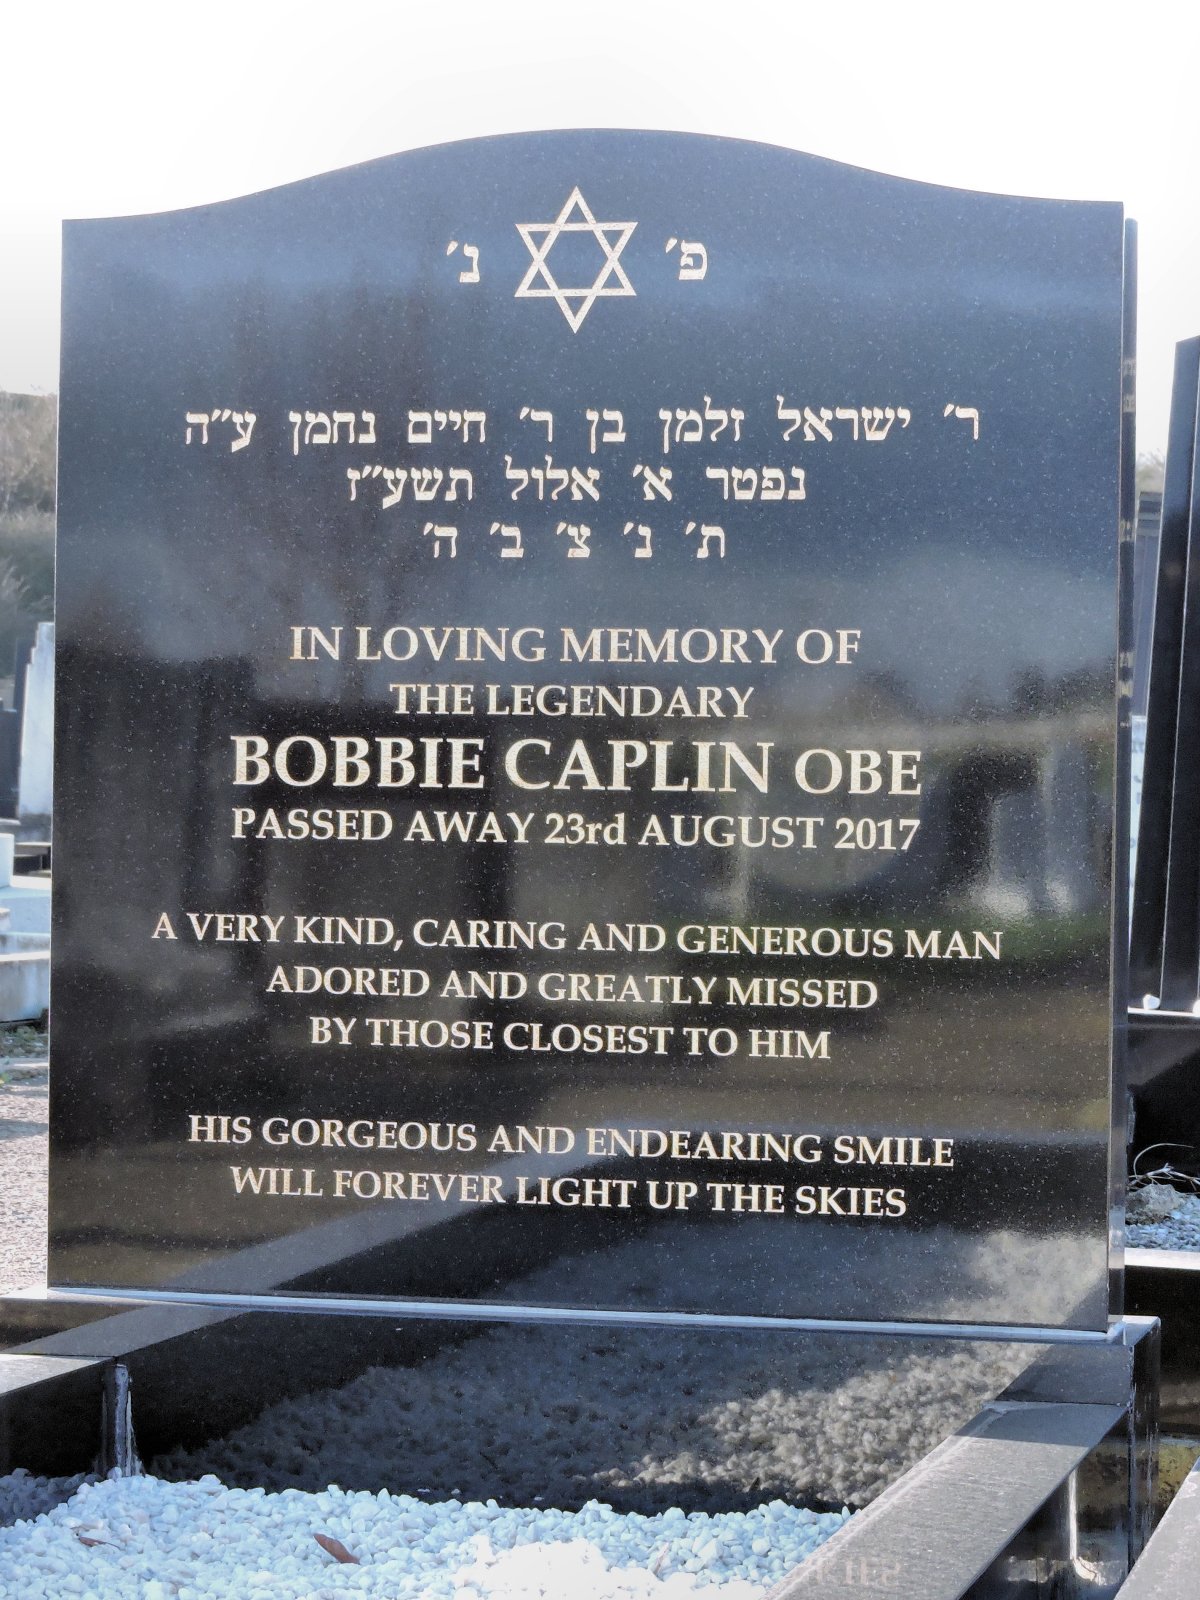 פ׳ נ׳
ר׳ ישראל זלמן בן ר׳ חיים נחמן ע״ה
נפטר א׳ אלול תשע״ז
ת׳ נ׳ צ׳ ב׳ ה׳
IN LOVING MEMORY OF
THE LEGENDARY
BOBBIE CAPLIN OBE
PASSED AWAY 23rd AUGUST 2017
A VERY KIND, CARING AND GENEROUS MAN
ADORED AND GREATLY MISSED
BY THOSE CLOSEST TO HIM
HIS GORGEOUS AND ENDEARING SMILE
WILL FOREVER LIGHT UP THE SKIES